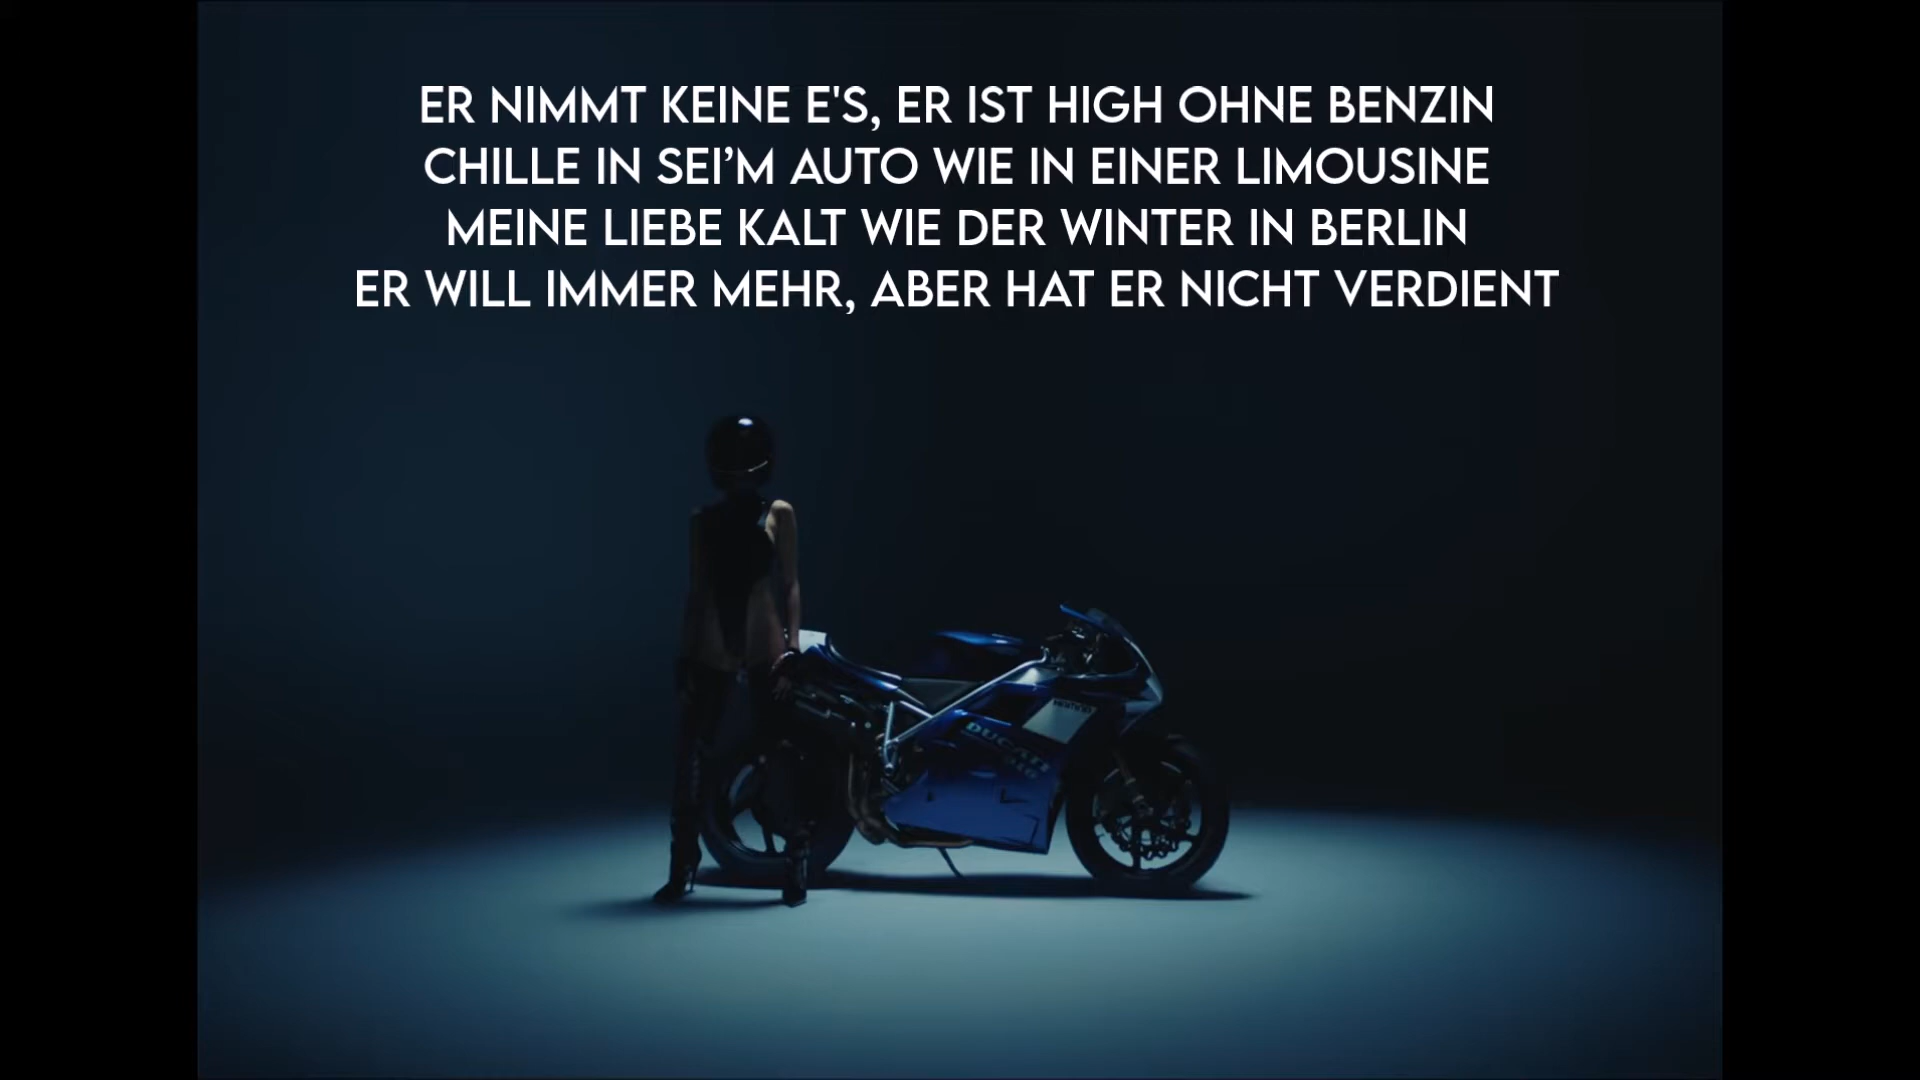 ER NIMMT KEINE E'S, ER IST HIGH OHNE BENZIN
CHILLE IN SEI’M AUTO WIE IN EINER LIMOUSINE
MEINE LIEBE KALT WIE DER WINTER IN BERLIN
ER WILL IMMER MEHR, ABER HAT ER NICHT VERDIENT
DUCATI